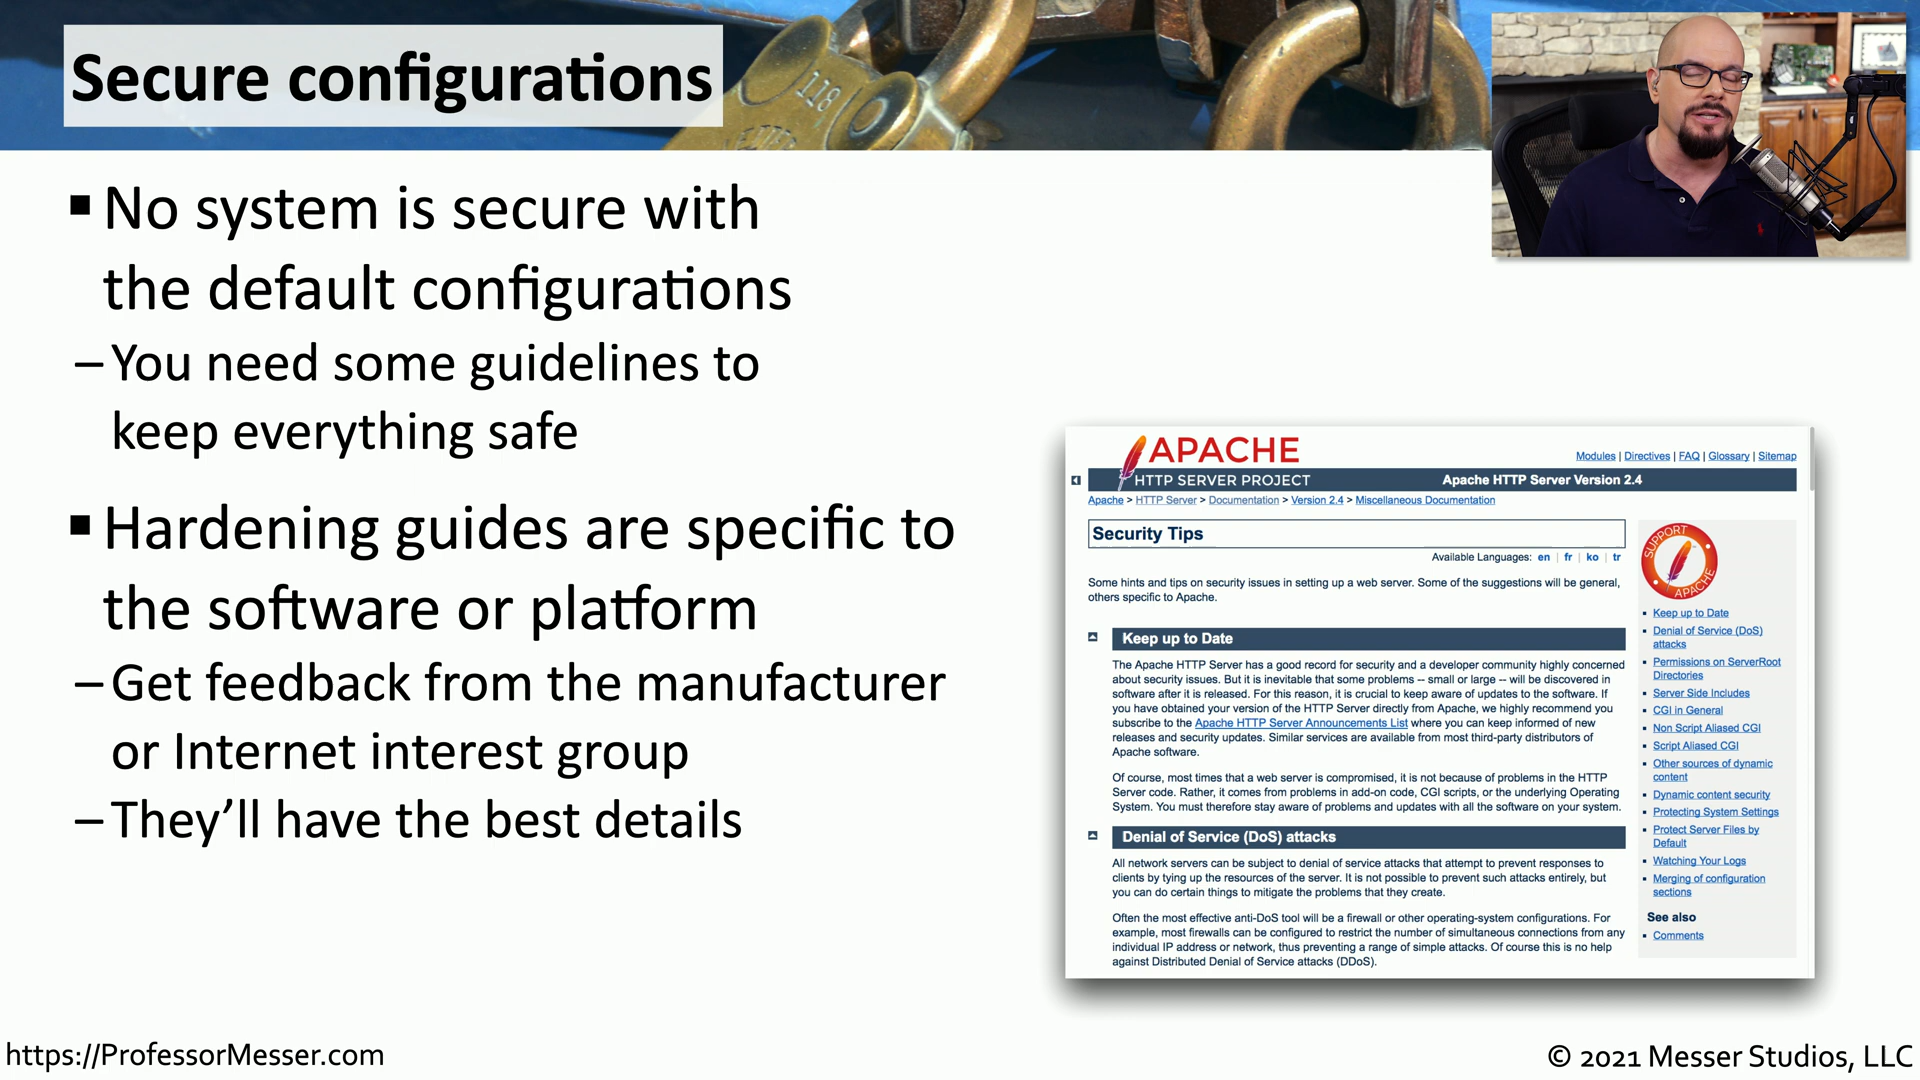 Secure configurations
118
▪ No system is secure with
the default configurations
– You need some guidelines to
keep everything safe
▪ Hardening guides are specific to
the software or platform
– Get feedback from the manufacturer
or Internet interest group
– They’ll have the best details
APACHE
HTTP SERVER PROJECT
Modules | Directives | FAQ | Glossary | Sitemap
Apache HTTP Server Version 2.4
Apache > HTTP Server > Documentation > Version 2.4 > Miscellaneous Documentation
Security Tips
Available Languages: en | fr | ko | tr
Some hints and tips on security issues in setting up a web server. Some of the suggestions will be general,
others specific to Apache.
Keep up to Date
The Apache HTTP Server has a good record for security and a developer community highly concerned
about security issues. But it is inevitable that some problems -- small or large -- will be discovered in
software after it is released. For this reason, it is crucial to keep aware of updates to the software. If
you have obtained your version of the HTTP Server directly from Apache, we highly recommend you
subscribe to the Apache HTTP Server Announcements List where you can keep informed of new
releases and security updates. Similar services are available from most third-party distributors of
Apache software.
Of course, most times that a web server is compromised, it is not because of problems in the HTTP
Server code. Rather, it comes from problems in add-on code, CGI scripts, or the underlying Operating
System. You must therefore stay aware of problems and updates with all the software on your system.
Denial of Service (DoS) attacks
All network servers can be subject to denial of service attacks that attempt to prevent responses to
clients by tying up the resources of the server. It is not possible to prevent such attacks entirely, but
you can do certain things to mitigate the problems that they create.
Often the most effective anti-DoS tool will be a firewall or other operating-system configurations. For
example, most firewalls can be configured to restrict the number of simultaneous connections from any
individual IP address or network, thus preventing a range of simple attacks. Of course this is no help
against Distributed Denial of Service attacks (DDoS).
SUPPORT
APACHE
▪ Keep up to Date
▪ Denial of Service (DoS)
attacks
▪ Permissions on ServerRoot
Directories
▪ Server Side Includes
▪ CGI in General
▪ Non Script Aliased CGI
▪ Script Aliased CGI
▪ Other sources of dynamic
content
▪ Dynamic content security
▪ Protecting System Settings
▪ Protect Server Files by
Default
▪ Watching Your Logs
▪ Merging of configuration
sections
See also
▪ Comments
https://ProfessorMesser.com
© 2021 Messer Studios, LLC